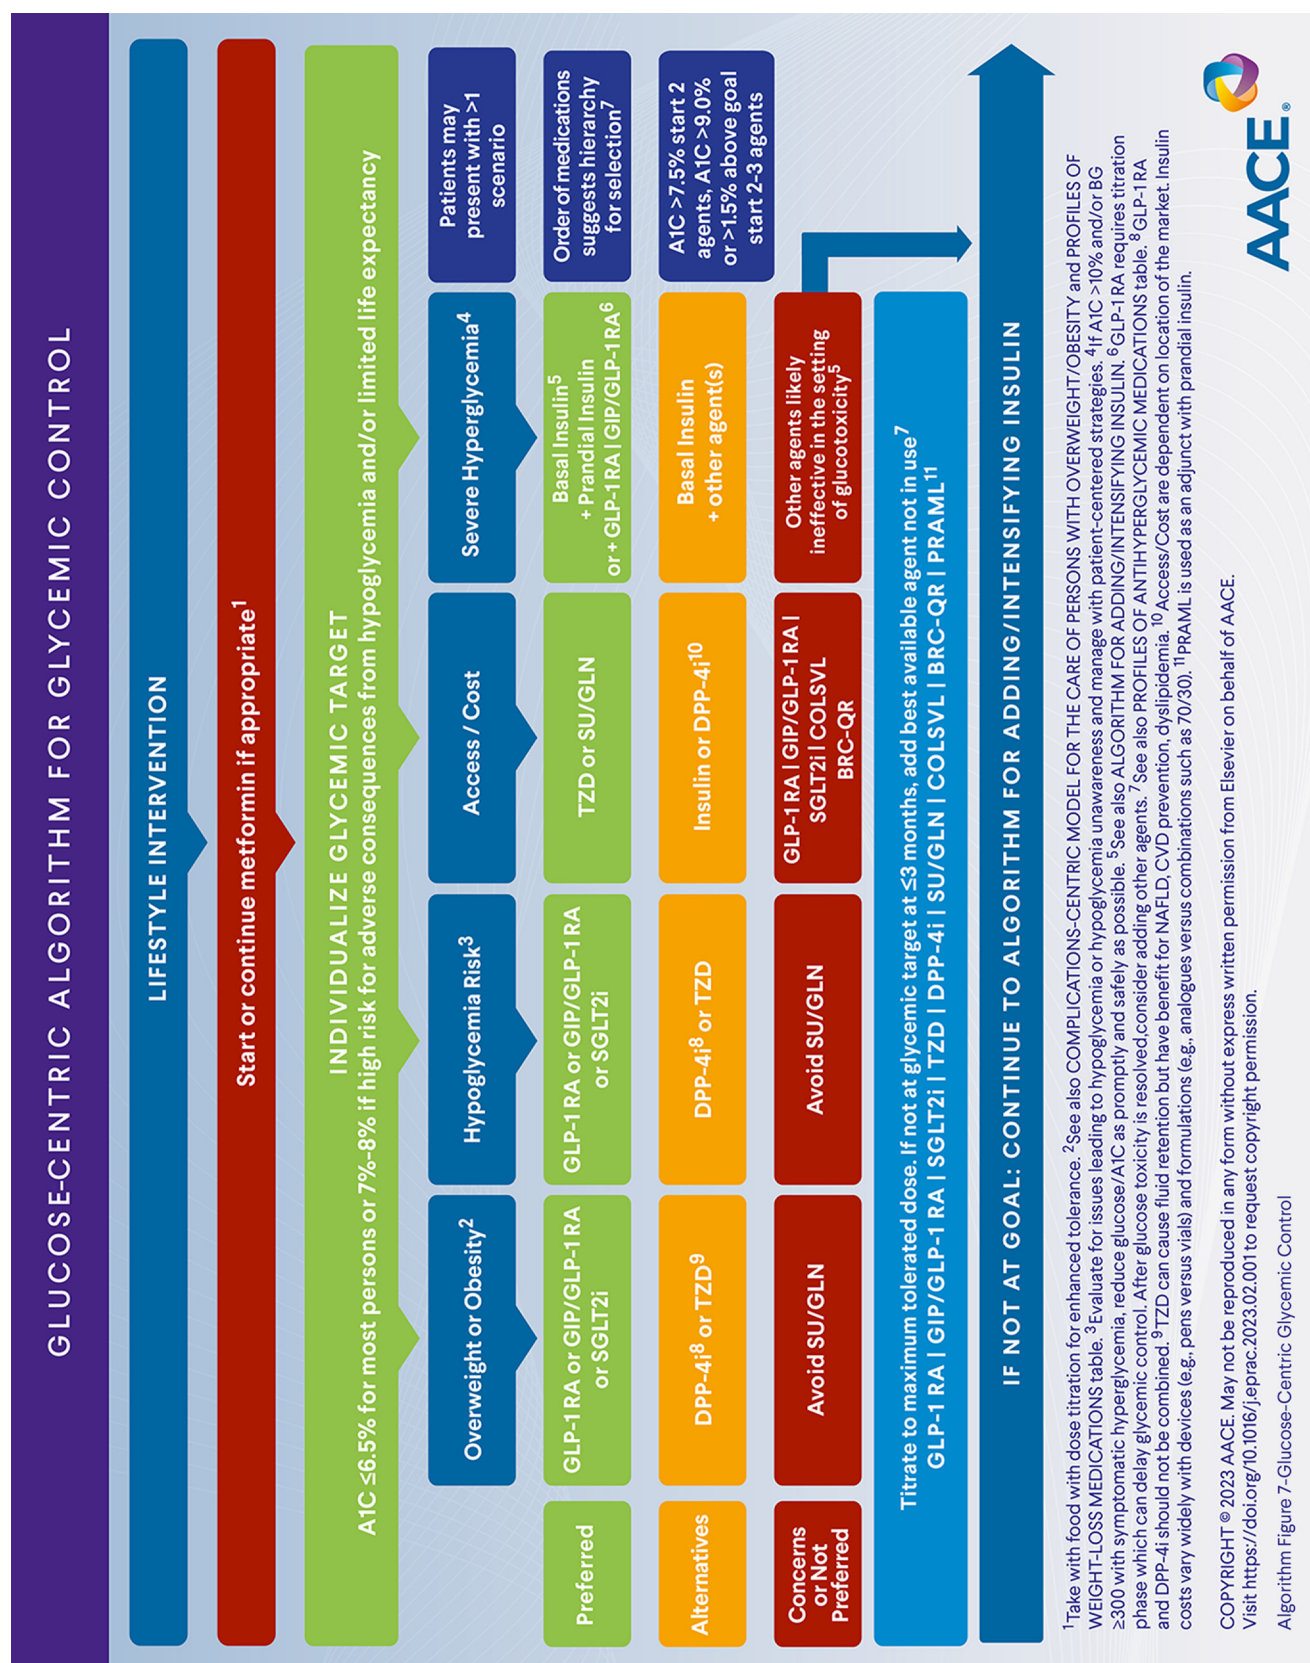 GLUCOSE-CENTRIC ALGORITHM FOR GLYCEMIC CONTROL
LIFESTYLE INTERVENTION
Start or continue metformin if appropriate¹
INDIVIDUALIZE GLYCEMIC TARGET
A1C ≤6.5% for most persons or 7%-8% if high risk for adverse consequences from hypoglycemia and/or limited life expectancy
Overweight or Obesity²
Hypoglycemia Risk³
Access / Cost
Severe Hyperglycemia⁴
Patients may
present with >1
scenario
Preferred
GLP-1 RA or GIP/GLP-1 RA
or SGLT2i
GLP-1 RA or GIP/GLP-1 RA
or SGLT2i
TZD or SU/GLN
Basal Insulin⁵
+ Prandial Insulin
or + GLP-1 RA | GIP/GLP-1 RA⁶
Order of medications
suggests hierarchy
for selection⁷
Alternatives
DPP-4i⁸ or TZD⁹
DPP-4i⁸ or TZD
Insulin or DPP-4i¹⁰
Basal Insulin
+ other agent(s)
A1C >7.5% start 2
agents, A1C >9.0%
or >1.5% above goal
start 2-3 agents
Concerns
or Not
Preferred
Avoid SU/GLN
Avoid SU/GLN
GLP-1 RA | GIP/GLP-1 RA |
SGLT2i | COLSVL
BRC-QR
Other agents likely
ineffective in the setting
of glucotoxicity⁵
Titrate to maximum tolerated dose. If not at glycemic target at ≤3 months, add best available agent not in use⁷
GLP-1 RA | GIP/GLP-1 RA | SGLT2i | TZD | DPP-4i | SU/GLN | COLSVL | BRC-QR | PRAML¹¹
IF NOT AT GOAL: CONTINUE TO ALGORITHM FOR ADDING/INTENSIFYING INSULIN
¹Take with food with dose titration for enhanced tolerance. ²See also COMPLICATIONS-CENTRIC MODEL FOR THE CARE OF PERSONS WITH OVERWEIGHT/OBESITY and PROFILES OF
WEIGHT-LOSS MEDICATIONS table. ³Evaluate for issues leading to hypoglycemia or hypoglycemia unawareness and manage with patient-centered strategies. ⁴If A1C >10% and/or BG
≥300 with symptomatic hyperglycemia, reduce glucose/A1C as promptly and safely as possible. ⁵See also ALGORITHM FOR ADDING/INTENSIFYING INSULIN. ⁶GLP-1 RA requires titration
phase which can delay glycemic control. After glucose toxicity is resolved,consider adding other agents. ⁷See also PROFILES OF ANTIHYPERGLYCEMIC MEDICATIONS table. ⁸GLP-1 RA
and DPP-4i should not be combined. ⁹TZD can cause fluid retention but have benefit for NAFLD, CVD prevention, dyslipidemia. ¹⁰Access/Cost are dependent on location of the market. Insulin
costs vary widely with devices (e.g., pens versus vials) and formulations (e.g., analogues versus combinations such as 70/30). ¹¹PRAML is used as an adjunct with prandial insulin.
COPYRIGHT © 2023 AACE. May not be reproduced in any form without express written permission from Elsevier on behalf of AACE.
Visit https://doi.org/10.1016/j.eprac.2023.02.001 to request copyright permission.
Algorithm Figure 7-Glucose-Centric Glycemic Control
AACE®